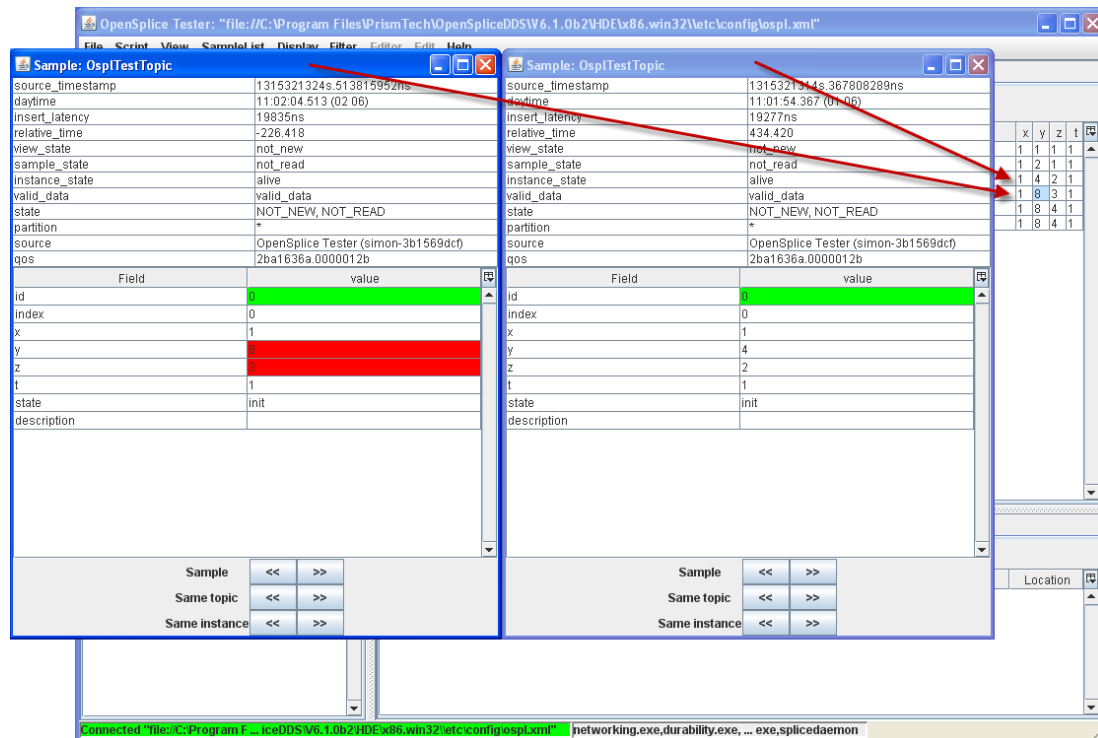 OpenSplice Tester: "file://C:\Program Files\PrismTech\OpenSpliceDDS\V6.1.0b2\HDE\x86.win32\\etc\config\ospl.xml"
File Script View SampleList Display Filter Editor Edit Help
Sample: OsplTestTopic
source_timestamp 1315321324s.513815952ns
daytime 11:02:04.513 (02 06)
insert_latency 19835ns
relative_time -226.418
view_state not_new
sample_state not_read
instance_state alive
valid_data valid_data
state NOT_NEW, NOT_READ
partition *
source OpenSplice Tester (simon-3b1569dcf)
qos 2ba1636a.0000012b
Field value
id 0
index 0
x 1
y 8
z 3
t 1
state init
description
Sample << >>
Same topic << >>
Same instance << >>
Sample: OsplTestTopic
source_timestamp 1315321314s.367808289ns
daytime 11:01:54.367 (01 06)
insert_latency 19277ns
relative_time 434.420
view_state not_new
sample_state not_read
instance_state alive
valid_data valid_data
state NOT_NEW, NOT_READ
partition *
source OpenSplice Tester (simon-3b1569dcf)
qos 2ba1636a.0000012b
Field value
id 0
index 0
x 1
y 4
z 2
t 1
state init
description
Sample << >>
Same topic << >>
Same instance << >>
x y z t
1 1 1 1
1 2 1 1
1 4 2 1
1 8 3 1
1 8 4 1
1 8 4 1
Location
Connected "file://C:\Program F ... iceDDS\V6.1.0b2\HDE\x86.win32\\etc\config\ospl.xml"
networking.exe,durability.exe, ... exe,splicedaemon